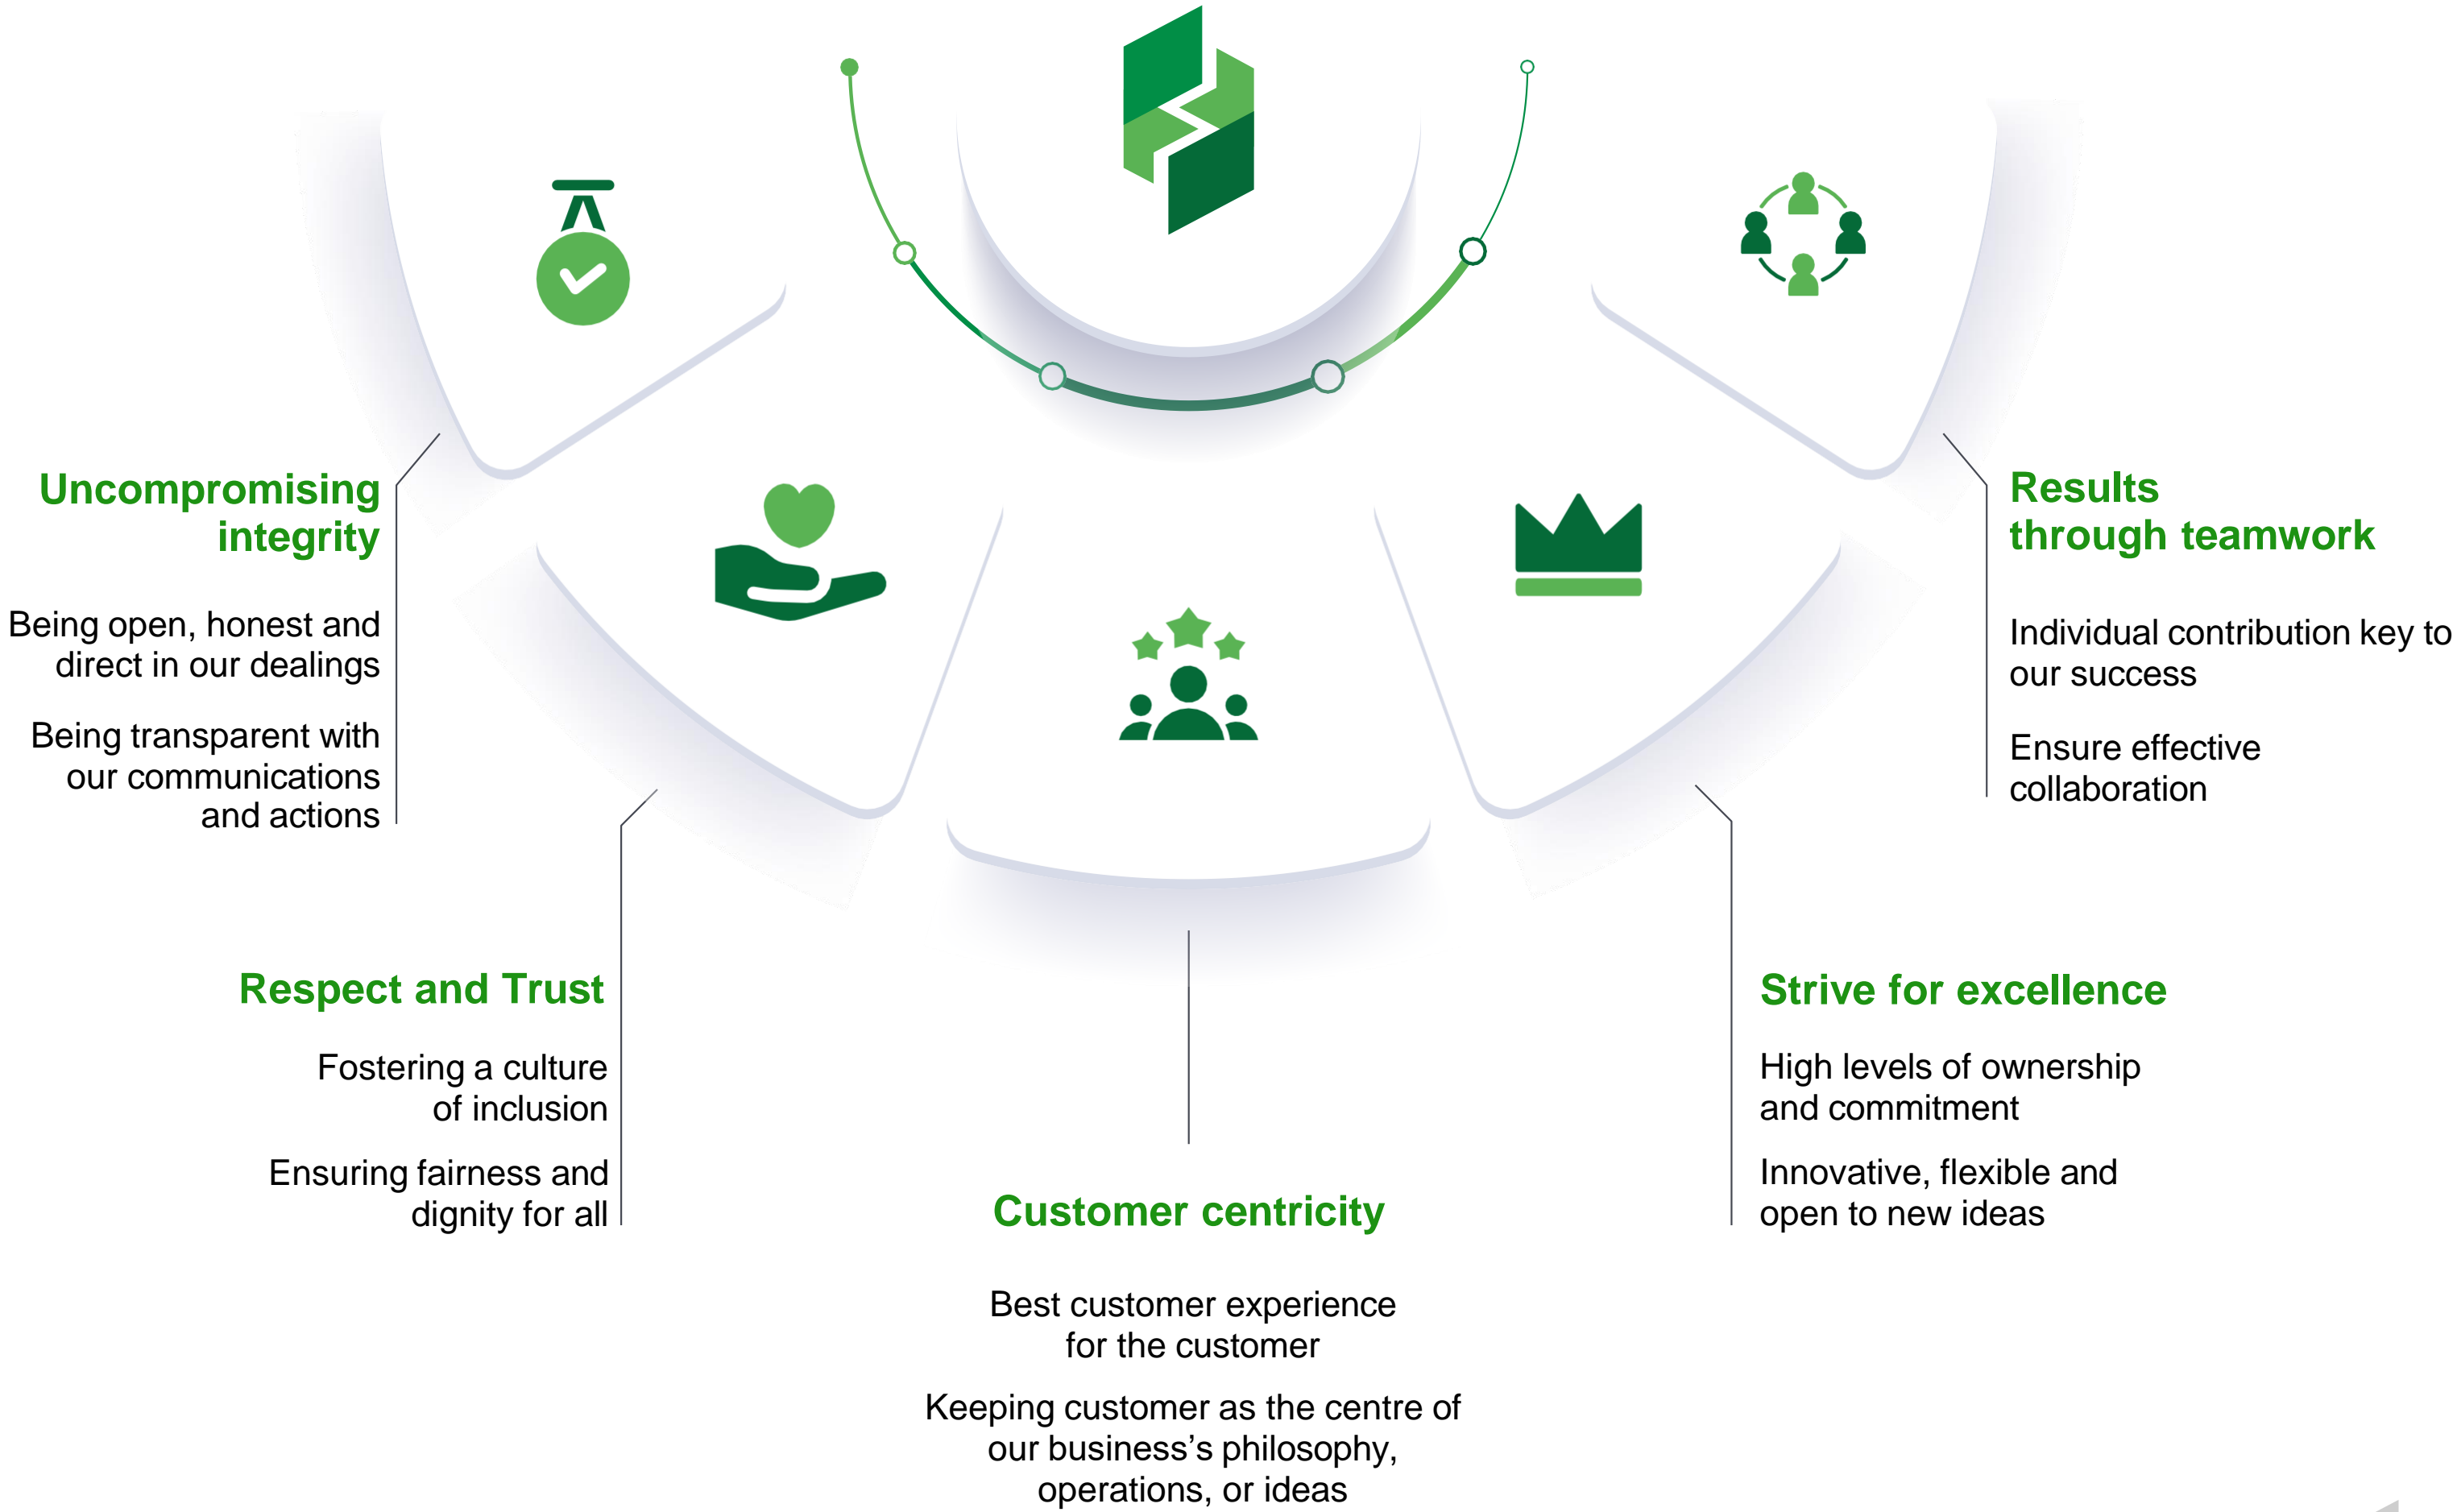 Uncompromising
integrity
Being open, honest and
direct in our dealings
Being transparent with
our communications
and actions
Respect and Trust
Fostering a culture
of inclusion
Ensuring fairness and
dignity for all
Customer centricity
Best customer experience
for the customer
Keeping customer as the centre of
our business’s philosophy,
operations, or ideas
Strive for excellence
High levels of ownership
and commitment
Innovative, flexible and
open to new ideas
Results
through teamwork
Individual contribution key to
our success
Ensure effective
collaboration